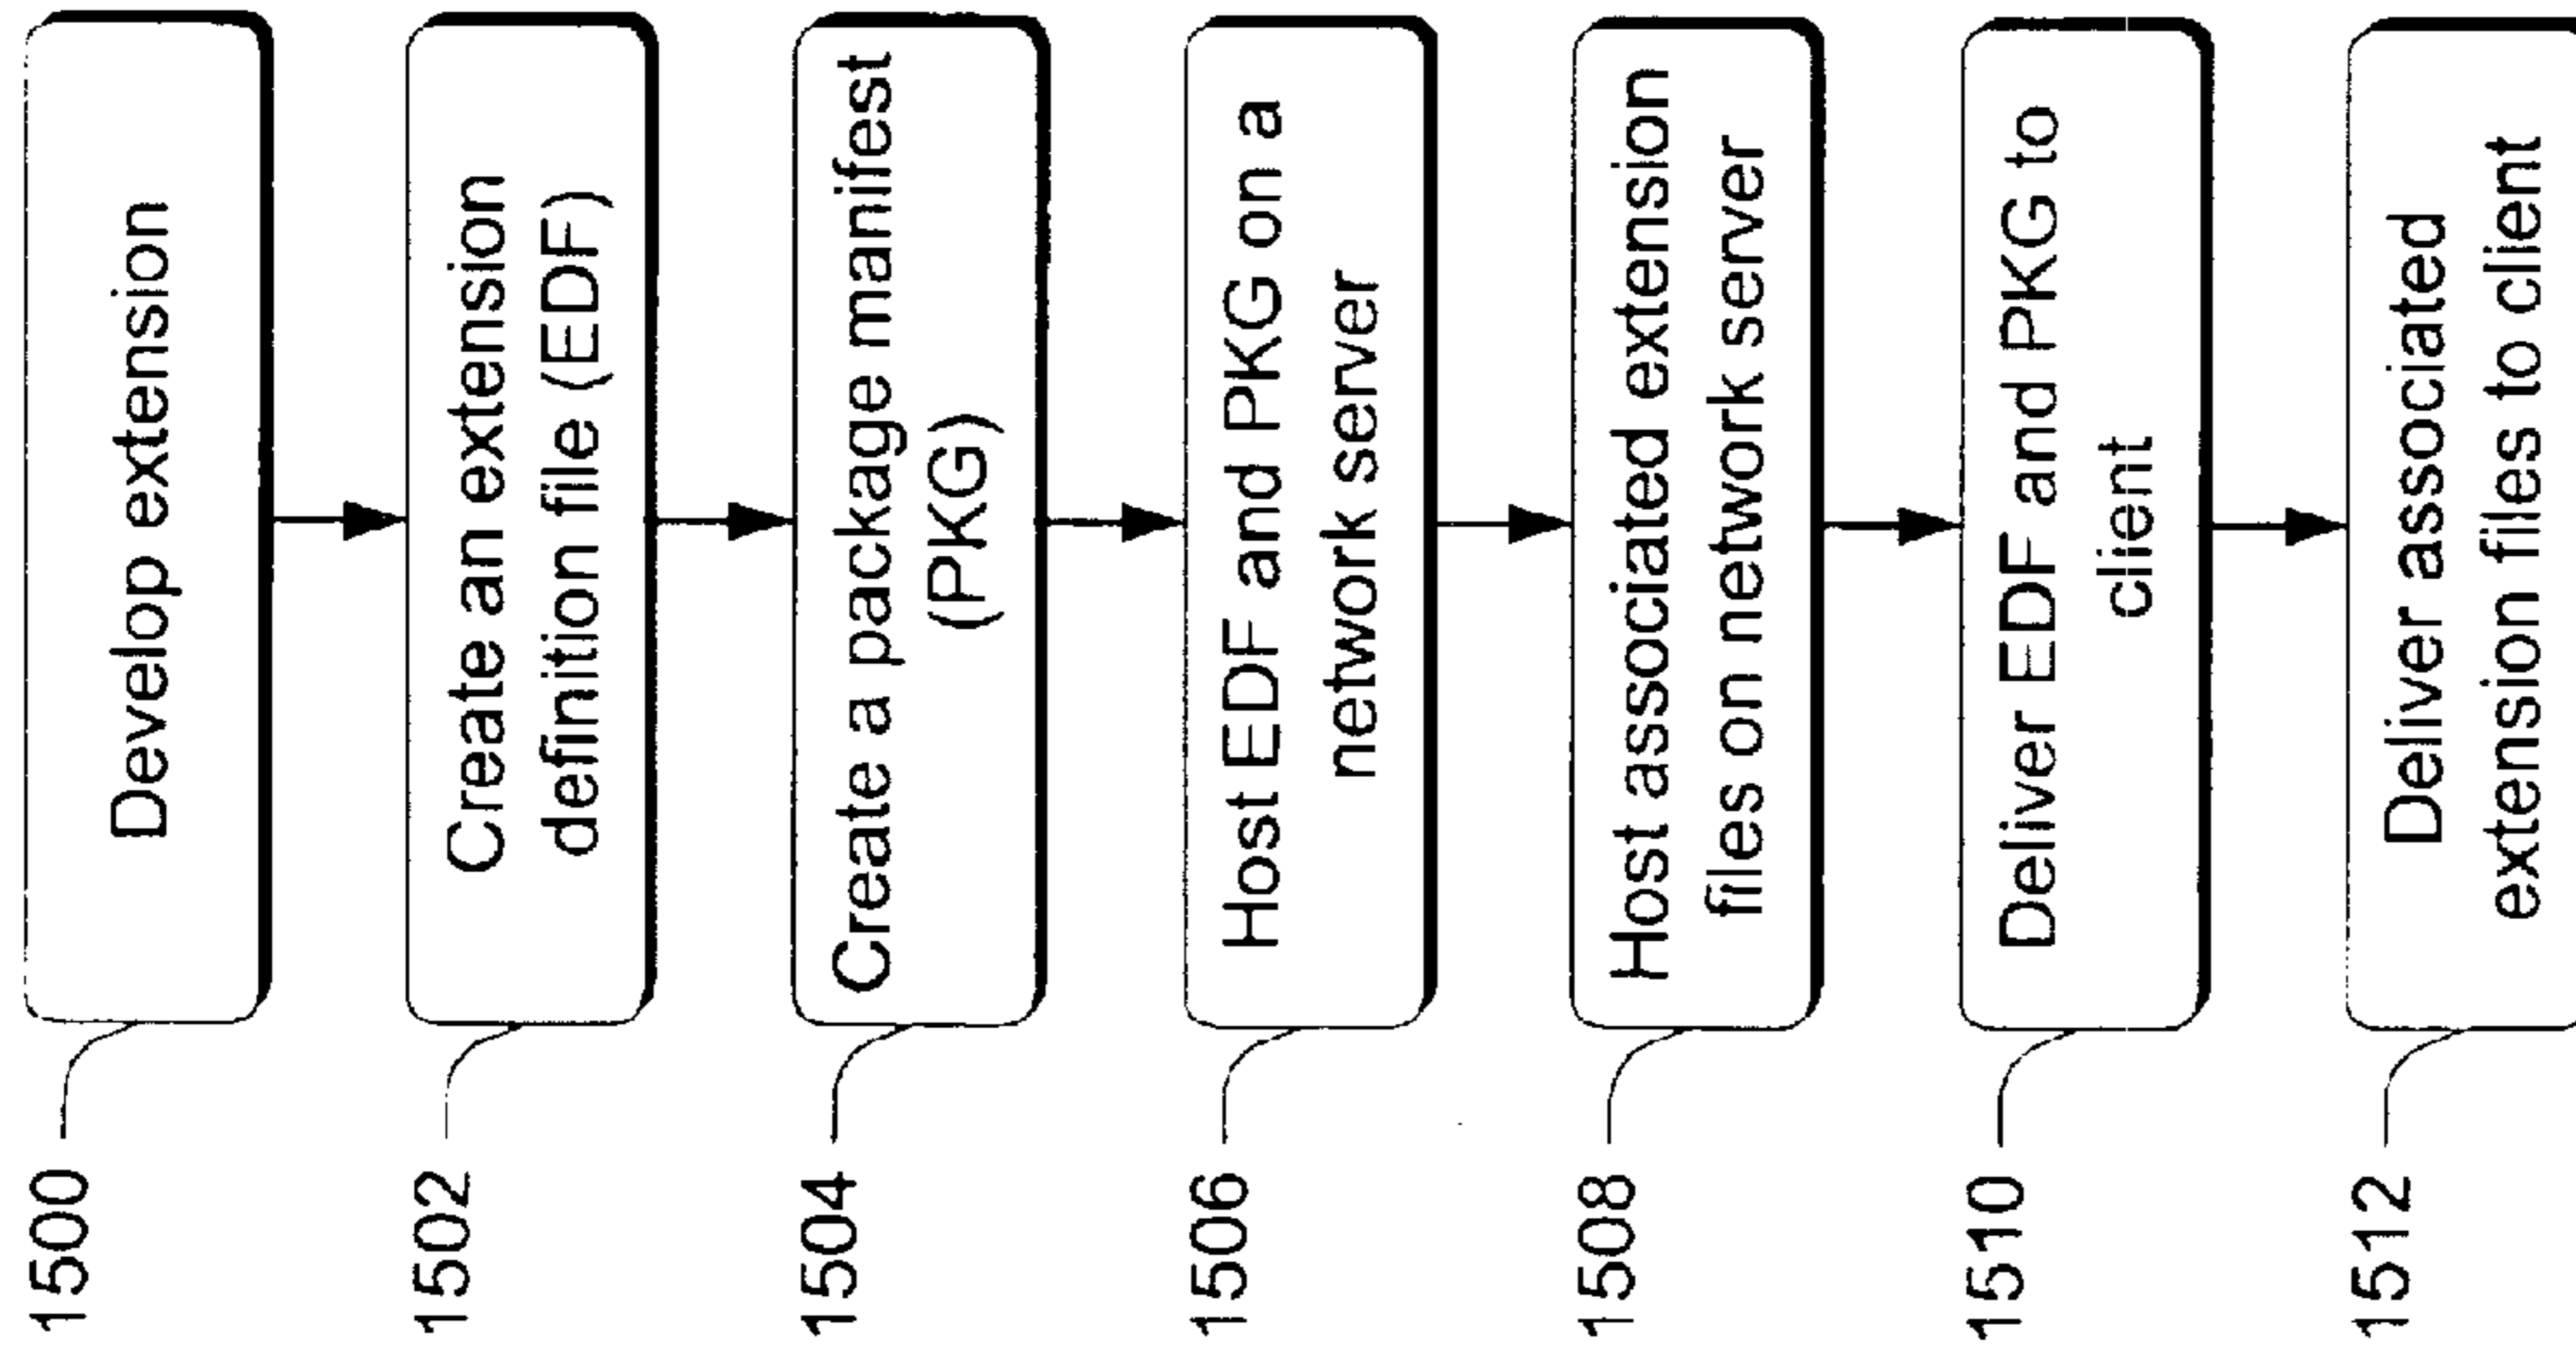 1500
Develop extension
1502
Create an extension
definition file (EDF)
1504
Create a package manifest
(PKG)
1506
Host EDF and PKG on a
network server
1508
Host associated extension
files on network server
1510
Deliver EDF and PKG to
client
1512
Deliver associated
extension files to client